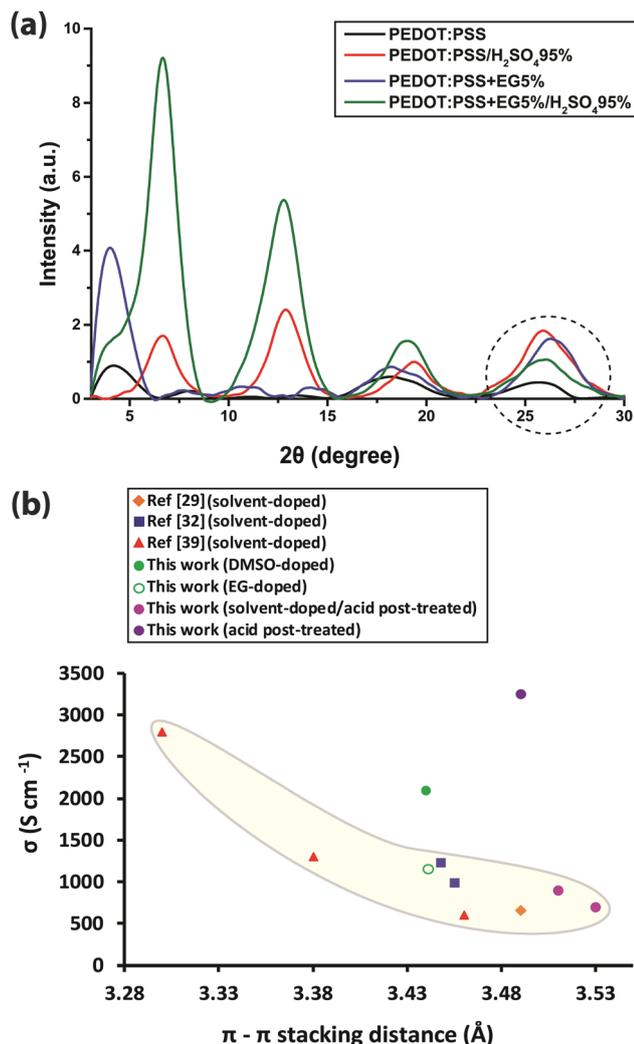 (a)
10
8
6
4
2
0
Intensity (a.u.)
PEDOT:PSS
PEDOT:PSS/H₂SO₄95%
PEDOT:PSS+EG5%
PEDOT:PSS+EG5%/H₂SO₄95%
5 10 15 20 25 30
2θ (degree)
(b)
Ref [29] (solvent-doped)
Ref [32] (solvent-doped)
Ref [39] (solvent-doped)
This work (DMSO-doped)
This work (EG-doped)
This work (solvent-doped/acid post-treated)
This work (acid post-treated)
3500
3000
2500
2000
1500
1000
500
0
σ (S cm ⁻¹)
3.28 3.33 3.38 3.43 3.48 3.53
π - π stacking distance (Å)